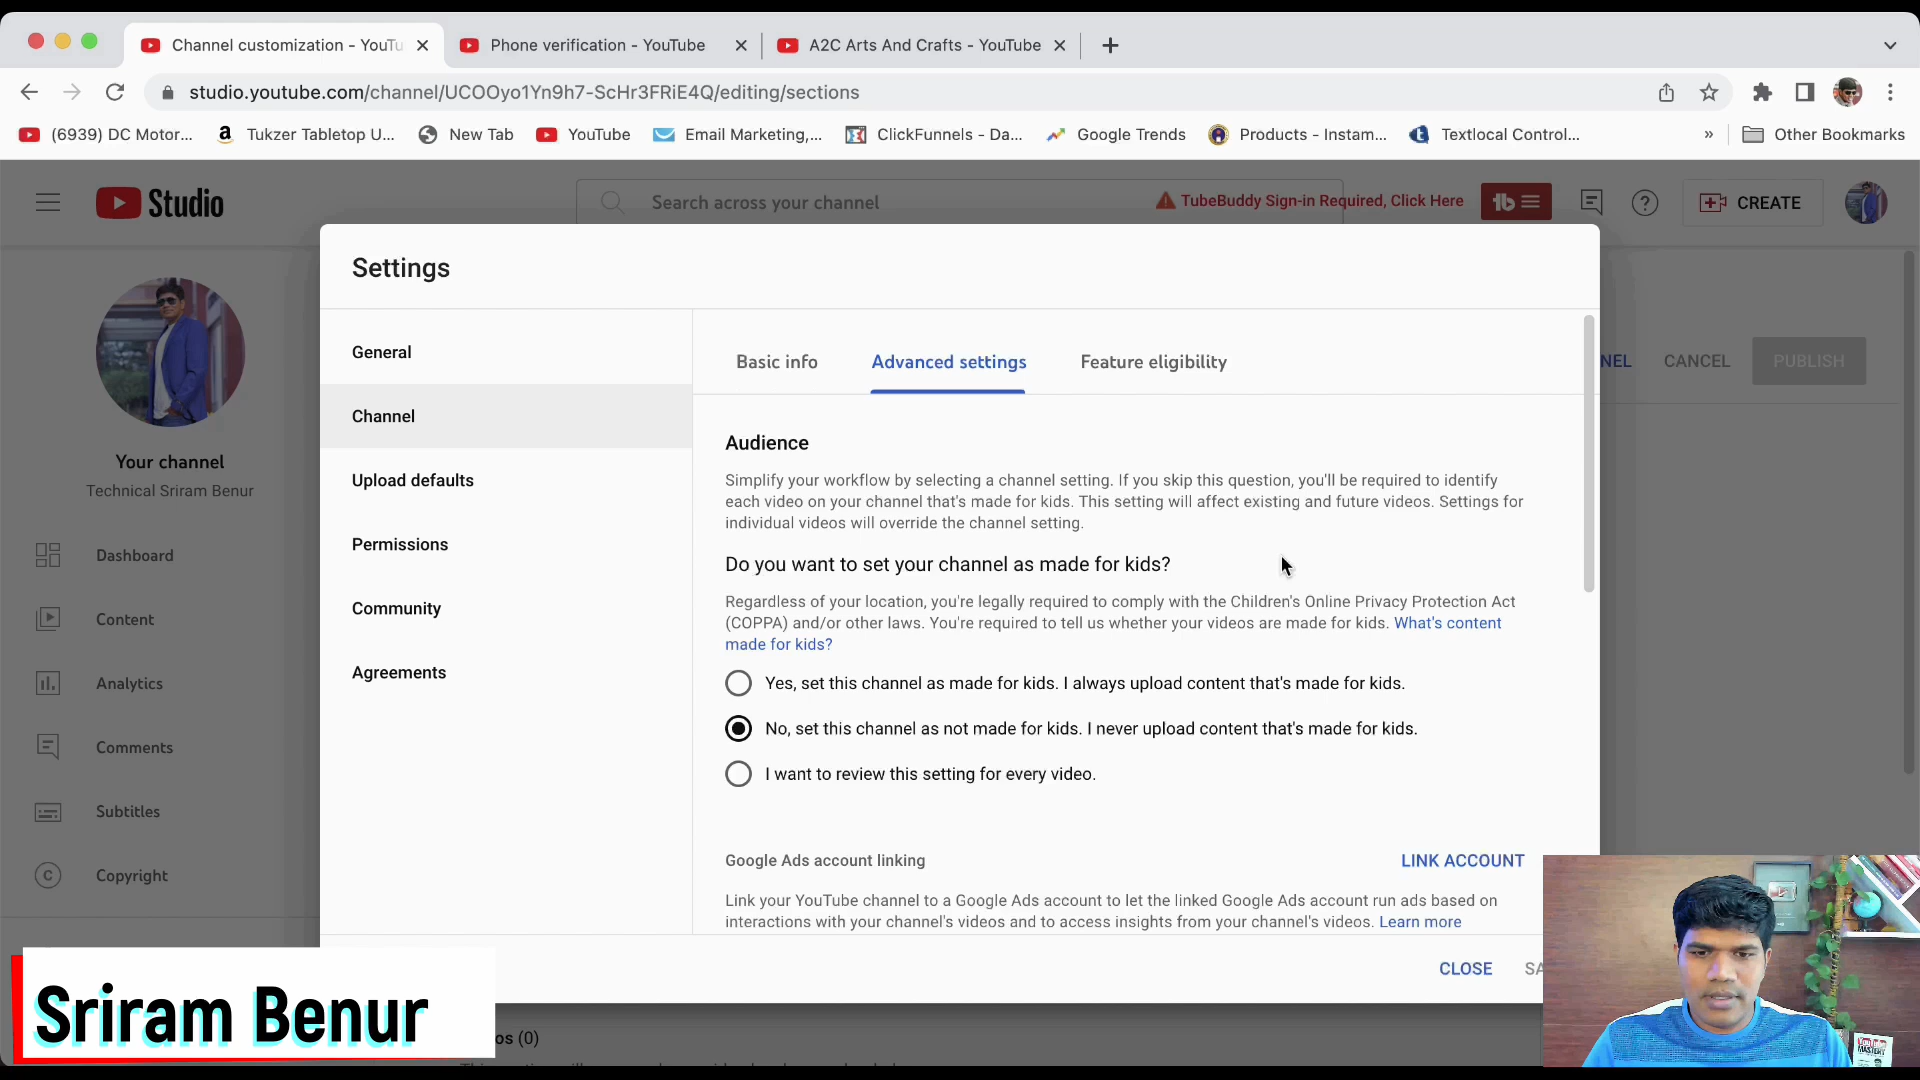 Channel customization - YouTu
Phone verification - YouTube
A2C Arts And Crafts - YouTube
studio.youtube.com/channel/UCOOyo1Yn9h7-ScHr3FRiE4Q/editing/sections
(6939) DC Motor...
Tukzer Tabletop U...
New Tab
YouTube
Email Marketing,...
ClickFunnels - Da...
Google Trends
Products - Instam...
Textlocal Control...
»
Other Bookmarks
Studio
Search across your channel
TubeBuddy Sign-in Required, Click Here
CREATE
Settings
NEL
CANCEL
PUBLISH
Your channel
Technical Sriram Benur
Dashboard
Content
Analytics
Comments
Subtitles
Copyright
General
Channel
Upload defaults
Permissions
Community
Agreements
Basic info
Advanced settings
Feature eligibility
Audience
Simplify your workflow by selecting a channel setting. If you skip this question, you'll be required to identify
each video on your channel that's made for kids. This setting will affect existing and future videos. Settings for
individual videos will override the channel setting.
Do you want to set your channel as made for kids?
Regardless of your location, you're legally required to comply with the Children's Online Privacy Protection Act
(COPPA) and/or other laws. You're required to tell us whether your videos are made for kids. What's content
made for kids?
Yes, set this channel as made for kids. I always upload content that's made for kids.
No, set this channel as not made for kids. I never upload content that's made for kids.
I want to review this setting for every video.
Google Ads account linking
LINK ACCOUNT
Link your YouTube channel to a Google Ads account to let the linked Google Ads account run ads based on
interactions with your channel's videos and to access insights from your channel's videos. Learn more
CLOSE
SA
Sriram Benur
os (0)